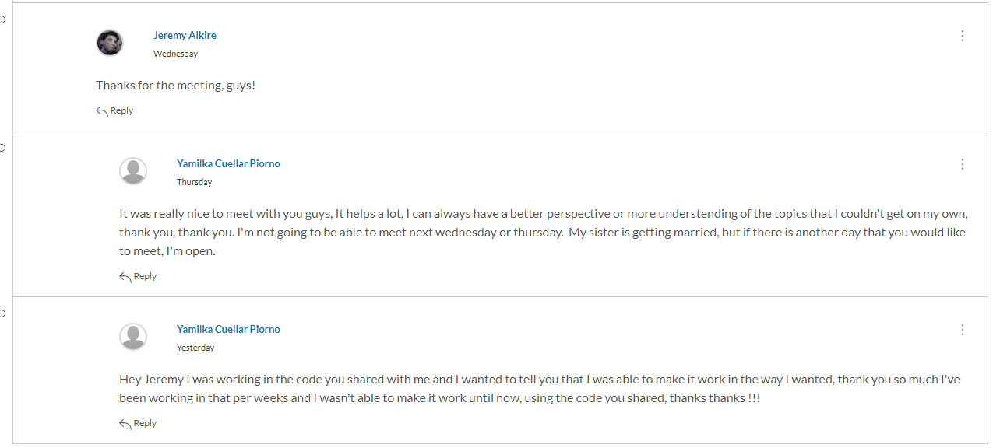 Jeremy Alkire
Wednesday
Thanks for the meeting, guys!
Reply
Yamilka Cuellar Piorno
Thursday
It was really nice to meet with you guys, It helps a lot, I can always have a better perspective or more understending of the topics that I couldn't get on my own,
thank you, thank you. I'm not going to be able to meet next wednesday or thursday.  My sister is getting married, but if there is another day that you would like
to meet, I'm open.
Reply
Yamilka Cuellar Piorno
Yesterday
Hey Jeremy I was working in the code you shared with me and I wanted to tell you that I was able to make it work in the way I wanted, thank you so much I've
been working in that per weeks and I wasn't able to make it work until now, using the code you shared, thanks thanks !!!
Reply